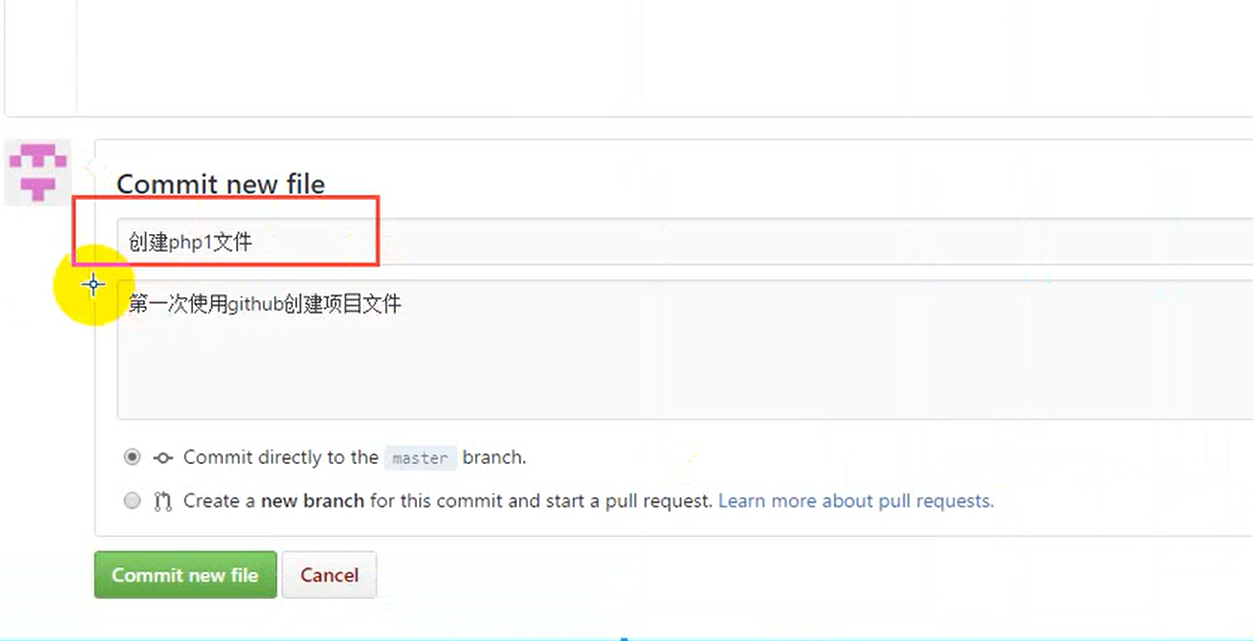 Commit new file
创建php1文件
第一次使用github创建项目文件
Commit directly to the master branch.
Create a new branch for this commit and start a pull request. Learn more about pull requests.
Commit new file Cancel